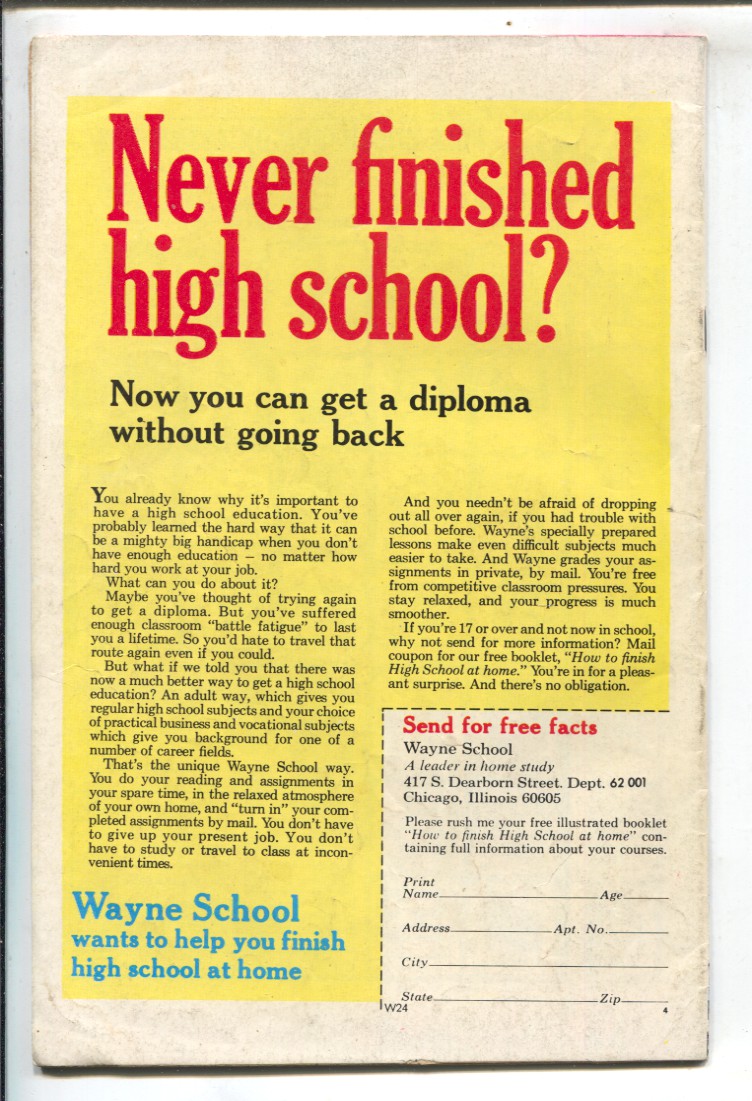 Never finished
high school?
Now you can get a diploma
without going back
You already know why it's important to
have a high school education. You've
probably learned the hard way that it can
be a mighty big handicap when you don't
have enough education — no matter how
hard you work at your job.
What can you do about it?
Maybe you've thought of trying again
to get a diploma. But you've suffered
enough classroom "battle fatigue" to last
you a lifetime. So you'd hate to travel that
route again even if you could.
But what if we told you that there was
now a much better way to get a high school
education? An adult way, which gives you
regular high school subjects and your choice
of practical business and vocational subjects
which give you background for one of a
number of career fields.
That's the unique Wayne School way.
You do your reading and assignments in
your spare time, in the relaxed atmosphere
of your own home, and "turn in" your com-
pleted assignments by mail. You don't have
to give up your present job. You don't
have to study or travel to class at incon-
venient times.
Wayne School
wants to help you finish
high school at home
And you needn't be afraid of dropping
out all over again, if you had trouble with
school before. Wayne's specially prepared
lessons make even difficult subjects much
easier to take. And Wayne grades your as-
signments in private, by mail. You're free
from competitive classroom pressures. You
stay relaxed, and your progress is much
smoother.
If you're 17 or over and not now in school,
why not send for more information? Mail
coupon for our free booklet, "How to finish
High School at home." You're in for a pleas-
ant surprise. And there's no obligation.
Send for free facts
Wayne School
A leader in home study
417 S. Dearborn Street. Dept. 62 001
Chicago, Illinois 60605
Please rush me your free illustrated booklet
"How to finish High School at home" con-
taining full information about your courses.
Print
Name Age
Address Apt. No.
City
State Zip
W24 4